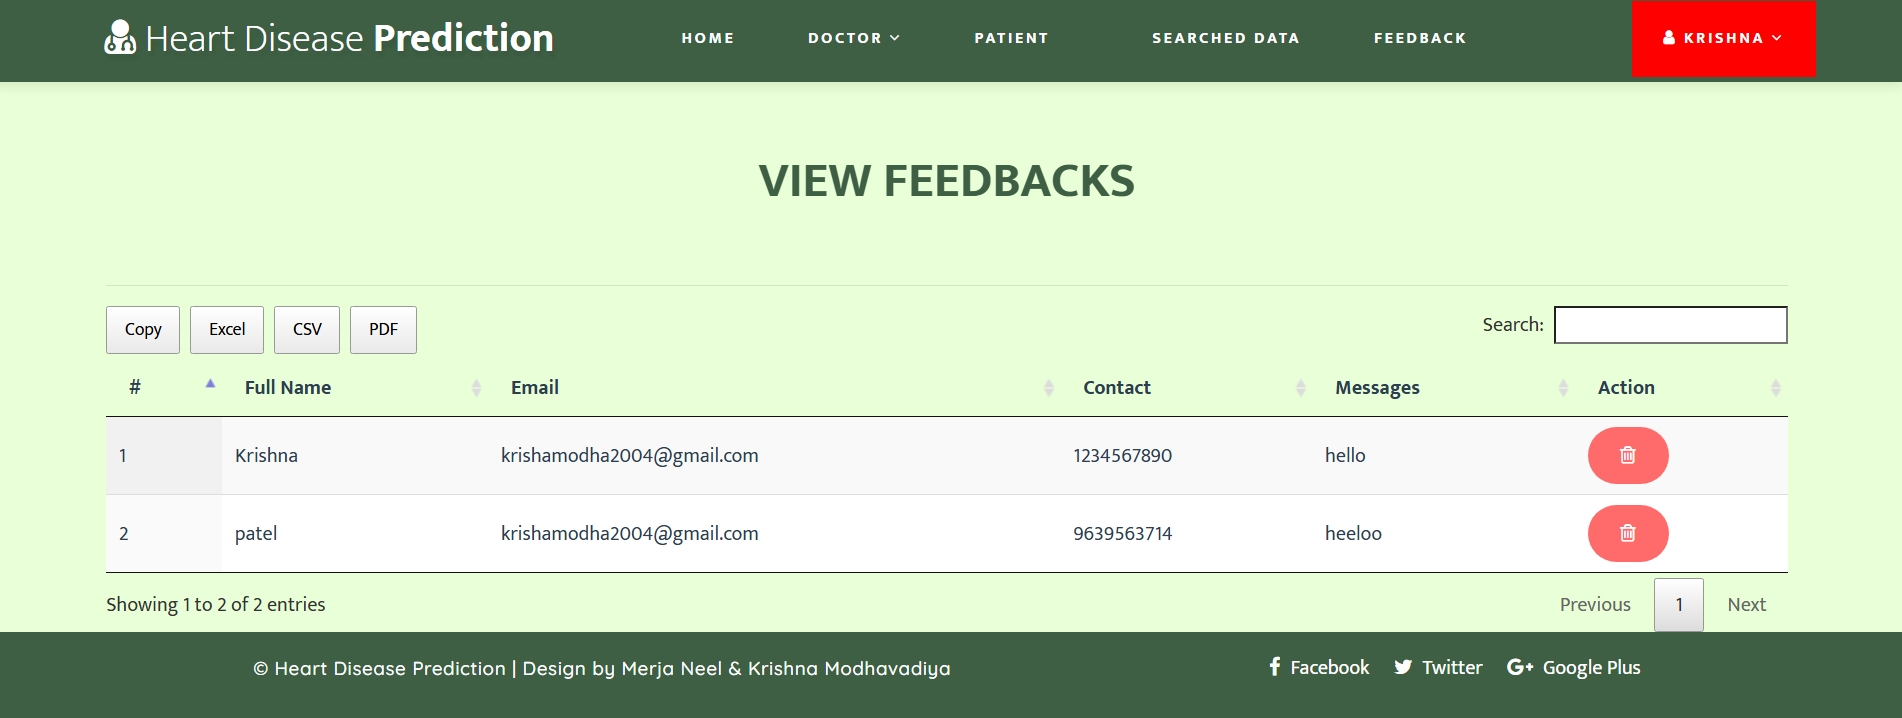 Heart Disease Prediction HOME DOCTOR PATIENT SEARCHED DATA FEEDBACK KRISHNA
VIEW FEEDBACKS
Copy Excel CSV PDF Search:
# Full Name Email Contact Messages Action
1 Krishna krishamodha2004@gmail.com 1234567890 hello
2 patel krishamodha2004@gmail.com 9639563714 heeloo
Showing 1 to 2 of 2 entries Previous 1 Next
© Heart Disease Prediction | Design by Merja Neel & Krishna Modhavadiya Facebook Twitter G+ Google Plus